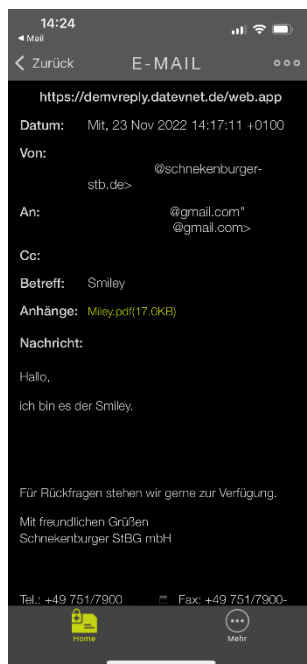 14:24
◀ Mail
Zurück E-MAIL
https://demvreply.datevnet.de/web.app
Datum: Mit, 23 Nov 2022 14:17:11 +0100
Von:
@schnekenburger-
stb.de>
An: @gmail.com"
@gmail.com>
Cc:
Betreff: Smiley
Anhänge: Miley.pdf(17.0KB)
Nachricht:
Hallo,
ich bin es der Smiley.
Für Rückfragen stehen wir gerne zur Verfügung.
Mit freundlichen Grüßen
Schnekenburger StBG mbH
Tel.: +49 751/7900 Fax: +49 751/7900-
Home Mehr